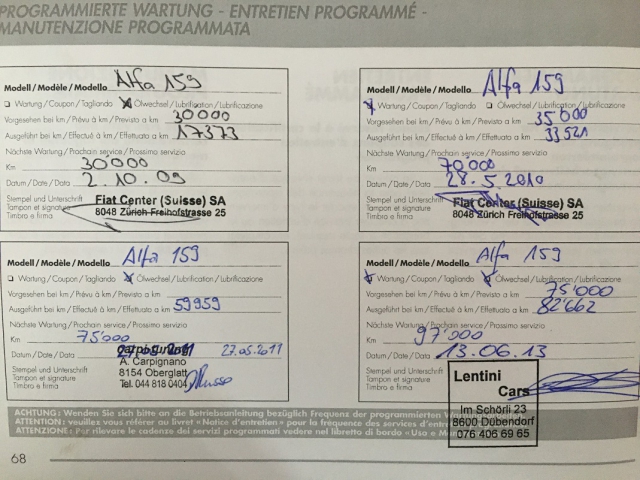 PROGRAMMIERTE WARTUNG - ENTRETIEN PROGRAMMÉ -
MANUTENZIONE PROGRAMMATA
Modell / Modèle / Modello Alfa 159
Wartung / Coupon / Tagliando Ölwechsel / Lubrification / Lubrificazione
Vorgesehen bei km / Prévu à km / Previsto a km 30000
Ausgeführt bei km / Effectué à km / Effettuato a km 17373
Nächste Wartung / Prochain service / Prossimo servizio
Km 30'000
Datum / Date / Data 2.10.09
Stempel und Unterschrift
Tampon et signature
Timbro e firma
Fiat Center (Suisse) SA
8048 Zürich Freihofstrasse 25
Modell / Modèle / Modello Alfa 159
Wartung / Coupon / Tagliando Ölwechsel / Lubrification / Lubrificazione
Vorgesehen bei km / Prévu à km / Previsto a km 35'000
Ausgeführt bei km / Effectué à km / Effettuato a km 33521
Nächste Wartung / Prochain service / Prossimo servizio
Km 70'000
Datum / Date / Data 28.5.2010
Stempel und Unterschrift
Tampon et signature
Timbro e firma
Fiat Center (Suisse) SA
8048 Zürich Freihofstrasse 25
Modell / Modèle / Modello Alfa 159
Wartung / Coupon / Tagliando Ölwechsel / Lubrification / Lubrificazione
Vorgesehen bei km / Prévu à km / Previsto a km
Ausgeführt bei km / Effectué à km / Effettuato a km 59959
Nächste Wartung / Prochain service / Prossimo servizio
Km 75'000
Datum / Date / Data 27.05.2011
Stempel und Unterschrift
Tampon et signature
Timbro e firma
A. Carpignano
8154 Oberglatt
Tel. 044 818 0404
Modell / Modèle / Modello Alfa 159
Wartung / Coupon / Tagliando Ölwechsel / Lubrification / Lubrificazione
Vorgesehen bei km / Prévu à km / Previsto a km 75'000
Ausgeführt bei km / Effectué à km / Effettuato a km 82'662
Nächste Wartung / Prochain service / Prossimo servizio
Km 97'000
Datum / Date / Data 13.06.13
Stempel und Unterschrift
Tampon et signature
Timbro e firma
Lentini
Cars
Im Schörli 23
8600 Dübendorf
076 406 69 65
ACHTUNG: Wenden Sie sich bitte an die Betriebsanleitung bezüglich Frequenz der programmierten
ATTENTION: veuillez vous référer au livret «Notice d'entretien» pour la fréquence des services
ATTENZIONE: Per rilevare le cadenze dei servizi programmati vedere nel libretto di bordo «Uso e
68